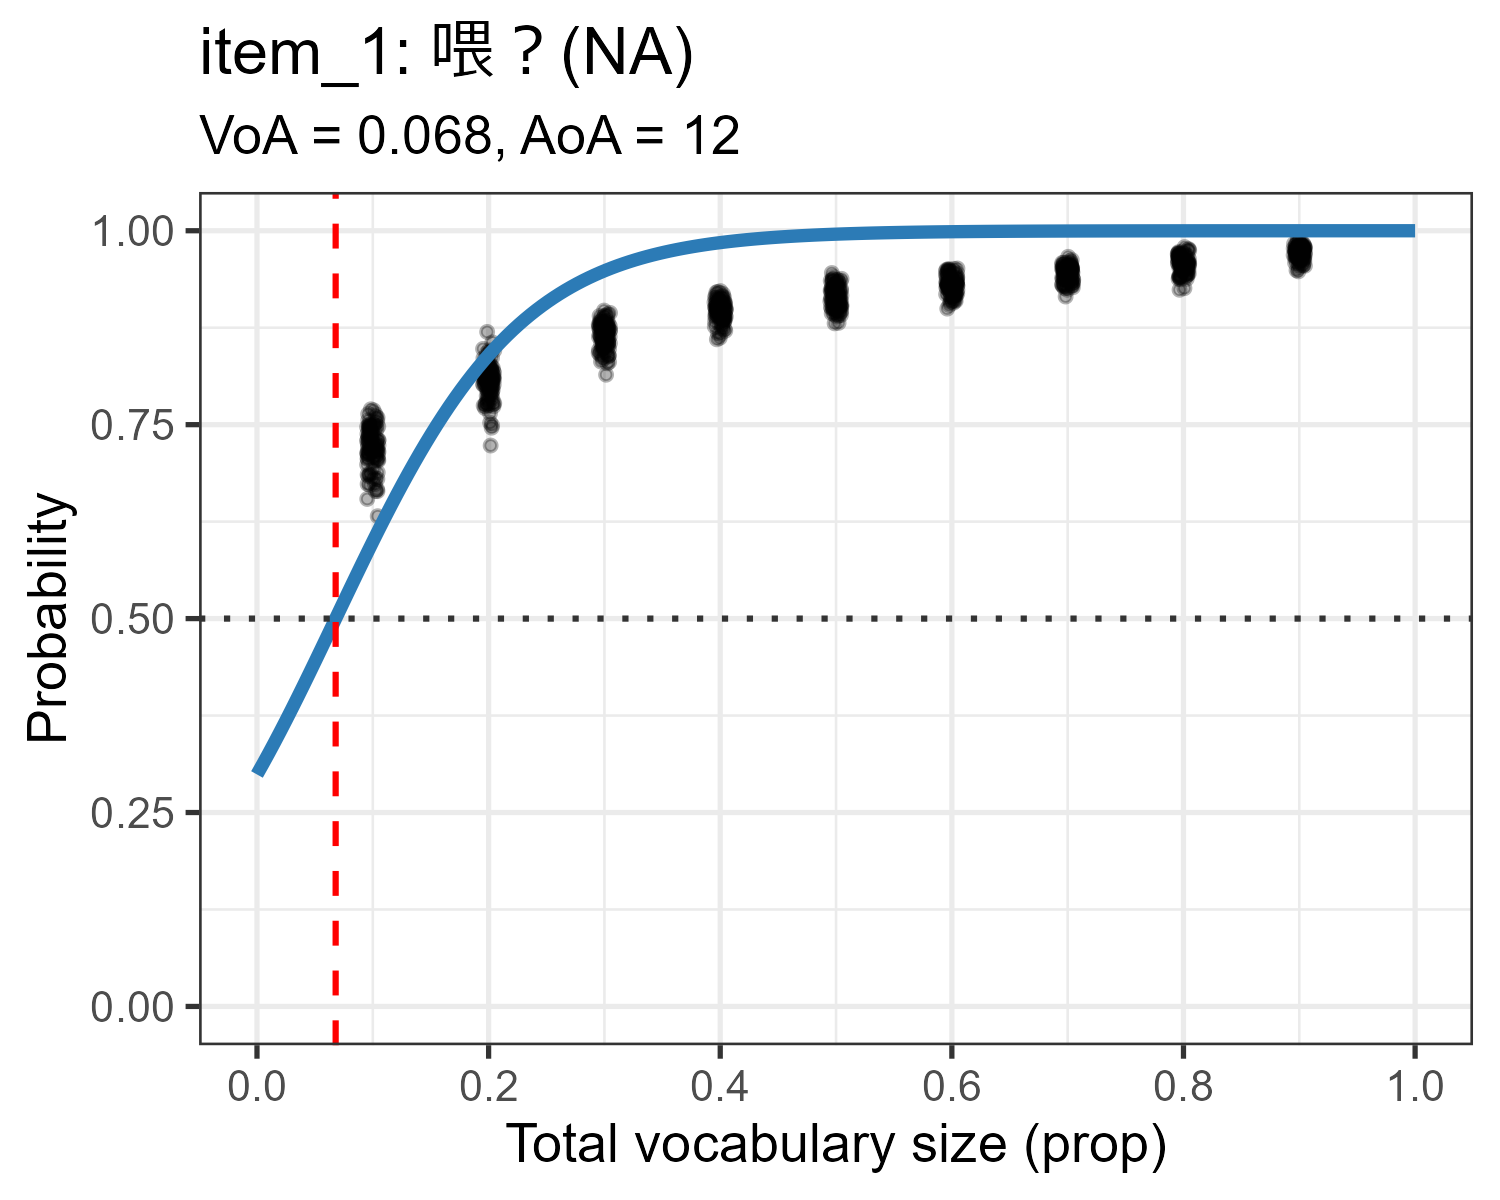 item_1: 喂？(NA)
VoA = 0.068, AoA = 12
1.00
0.75
0.50
0.25
0.00
Probability
0.0 0.2 0.4 0.6 0.8 1.0
Total vocabulary size (prop)